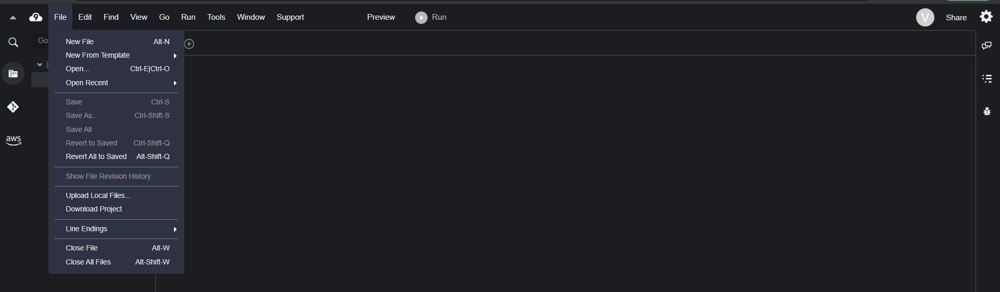 9 File Edit Find View Go Run Tools Window Support Preview Run V Share
Go
New File Alt-N
New From Template
Open... Ctrl-E|Ctrl-O
Open Recent
Save Ctrl-S
Save As... Ctrl-Shift-S
Save All
Revert to Saved Ctrl-Shift-Q
Revert All to Saved Alt-Shift-Q
Show File Revision History
Upload Local Files...
Download Project
Line Endings
Close File Alt-W
Close All Files Alt-Shift-W
aws